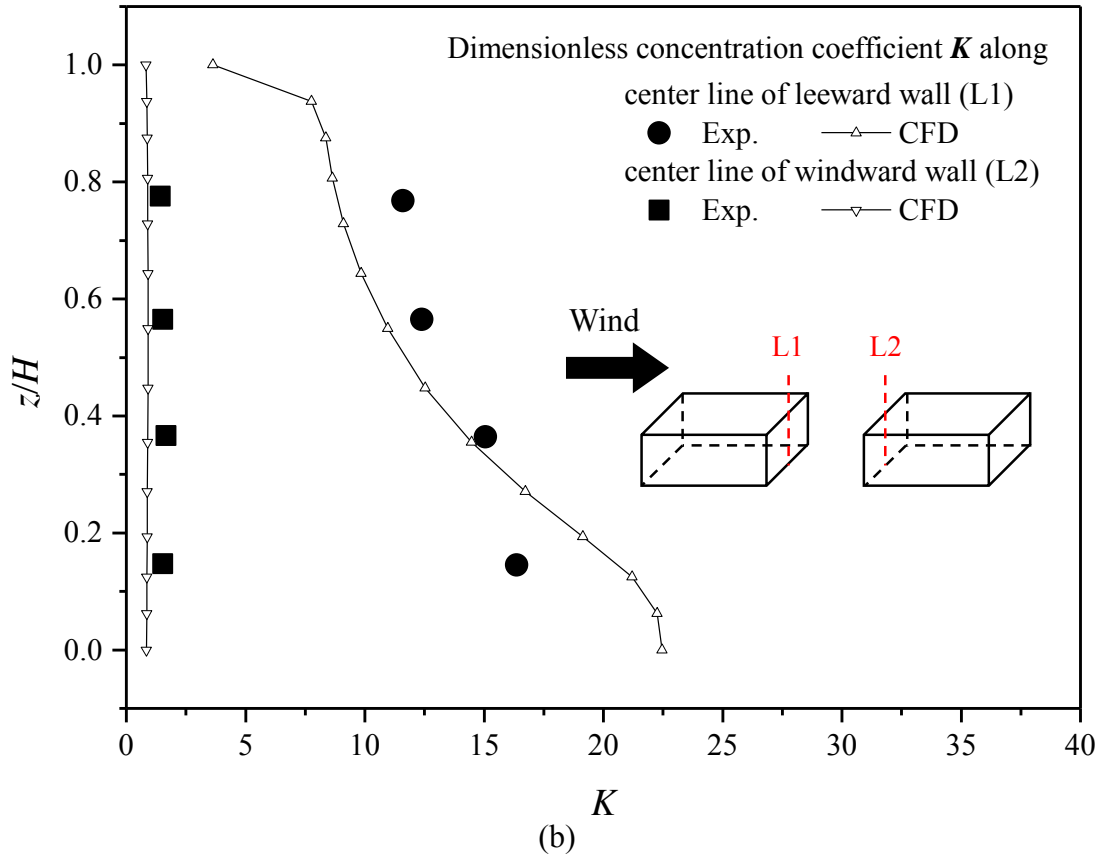 Dimensionless concentration coefficient K along
center line of leeward wall (L1)
Exp. CFD
center line of windward wall (L2)
Exp. CFD
1.0
0.8
0.6
0.4
0.2
0.0
z/H
Wind
L1 L2
0 5 10 15 20 25 30 35 40
K
(b)